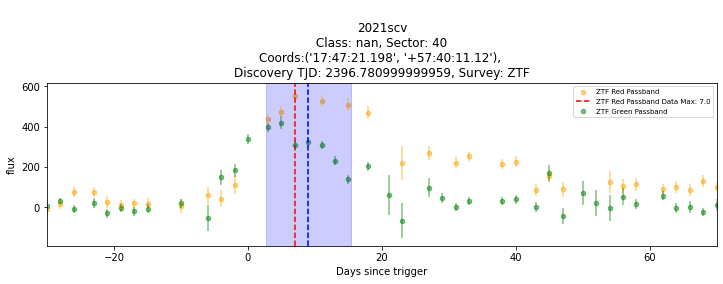 2021scv
Class: nan, Sector: 40
Coords:('17:47:21.198', '+57:40:11.12'),
Discovery TJD: 2396.780999999959, Survey: ZTF
600
400
200
0
flux
−20
0
20
40
60
Days since trigger
ZTF Red Passband
ZTF Red Passband Data Max: 7.0
ZTF Green Passband